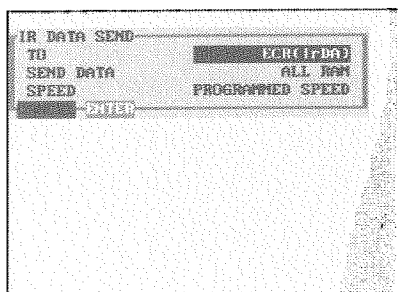 IR DATA SEND
TO ECR(IrDA)
SEND DATA ALL RAM
SPEED PROGRAMMED SPEED
ENTER